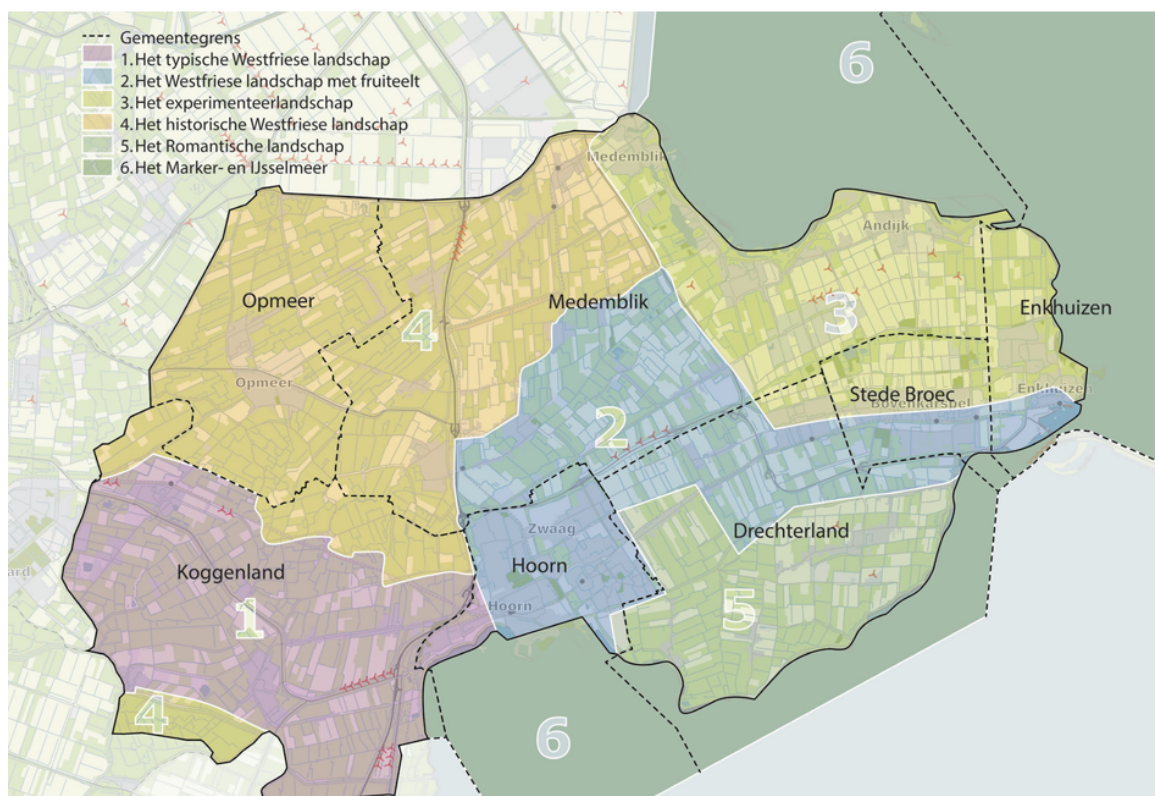 Gemeentegrens
1.Het typische Westfriese landschap
2.Het Westfriese landschap met fruiteelt
3.Het experimenteerlandschap
4.Het historische Westfriese landschap
5.Het Romantische landschap
6.Het Marker- en IJsselmeer
6
Medemblik
Andijk
Opmeer
Medemblik
3
Enkhuizen
4
Opmeer
Stede Broec
Enkhuizen
Bovenkarspel
2
Zwaag
Drechterland
Hoorn
Koggenland
Hoorn
1
5
4
6